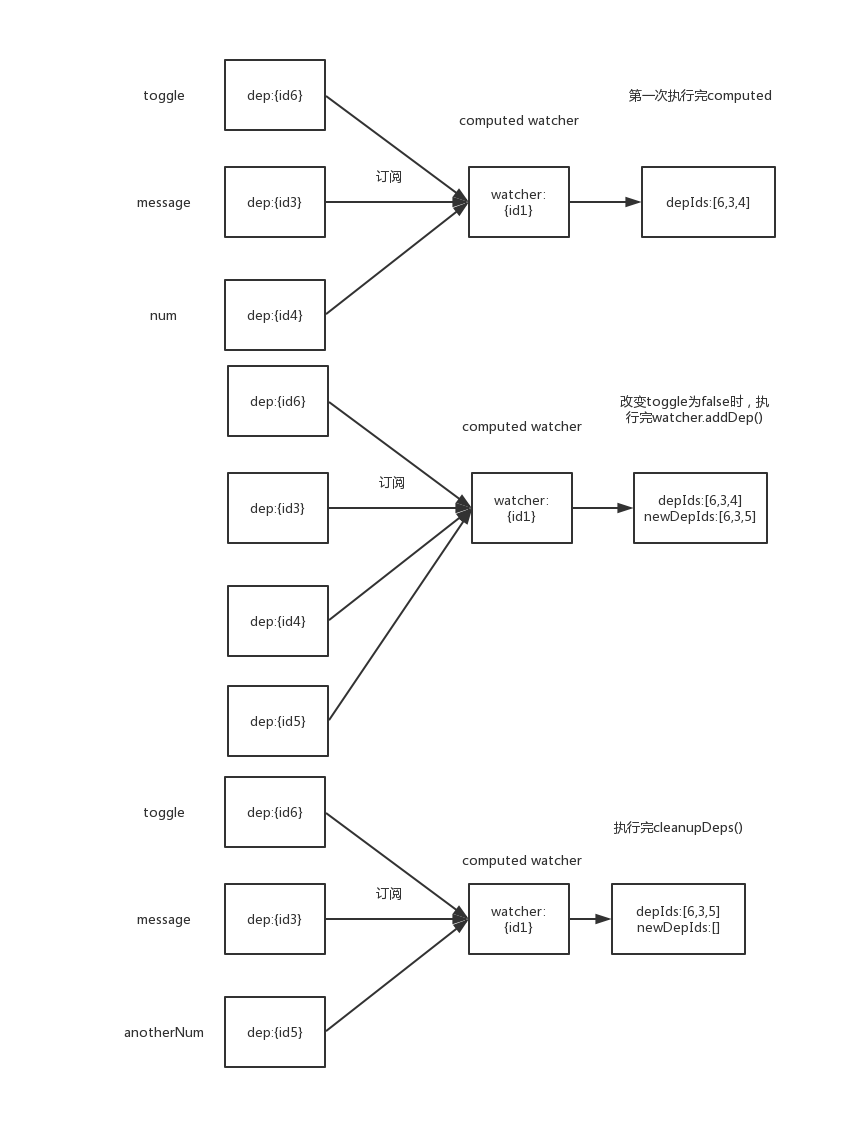 toggle
dep:{id6}
第一次执行完computed
computed watcher
订阅
message
dep:{id3}
watcher:
{id1}
depIds:[6,3,4]
num
dep:{id4}
dep:{id6}
改变toggle为false时，执
行完watcher.addDep()
computed watcher
订阅
dep:{id3}
watcher:
{id1}
depIds:[6,3,4]
newDepIds:[6,3,5]
dep:{id4}
dep:{id5}
toggle
dep:{id6}
执行完cleanupDeps()
computed watcher
订阅
message
dep:{id3}
watcher:
{id1}
depIds:[6,3,5]
newDepIds:[]
anotherNum
dep:{id5}